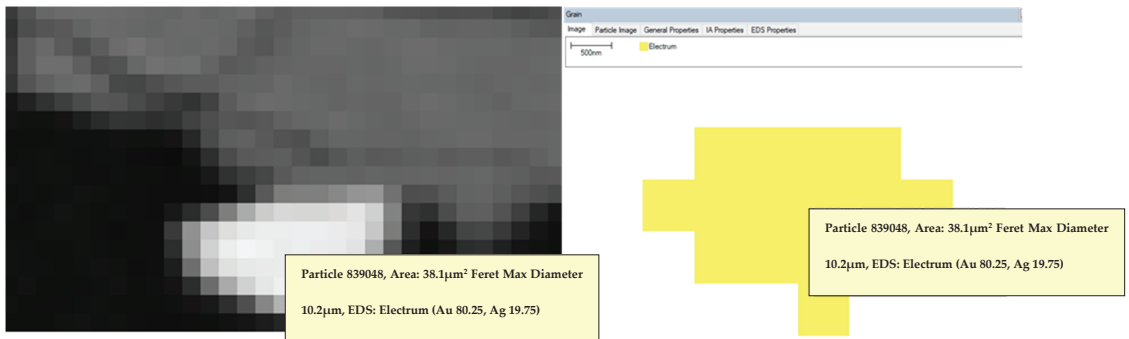 Grain
Image Particle Image General Properties IA Properties EDS Properties
500nm
Electrum
Particle 839048, Area: 38.1µm² Feret Max Diameter
10.2µm, EDS: Electrum (Au 80.25, Ag 19.75)
Particle 839048, Area: 38.1µm² Feret Max Diameter
10.2µm, EDS: Electrum (Au 80.25, Ag 19.75)